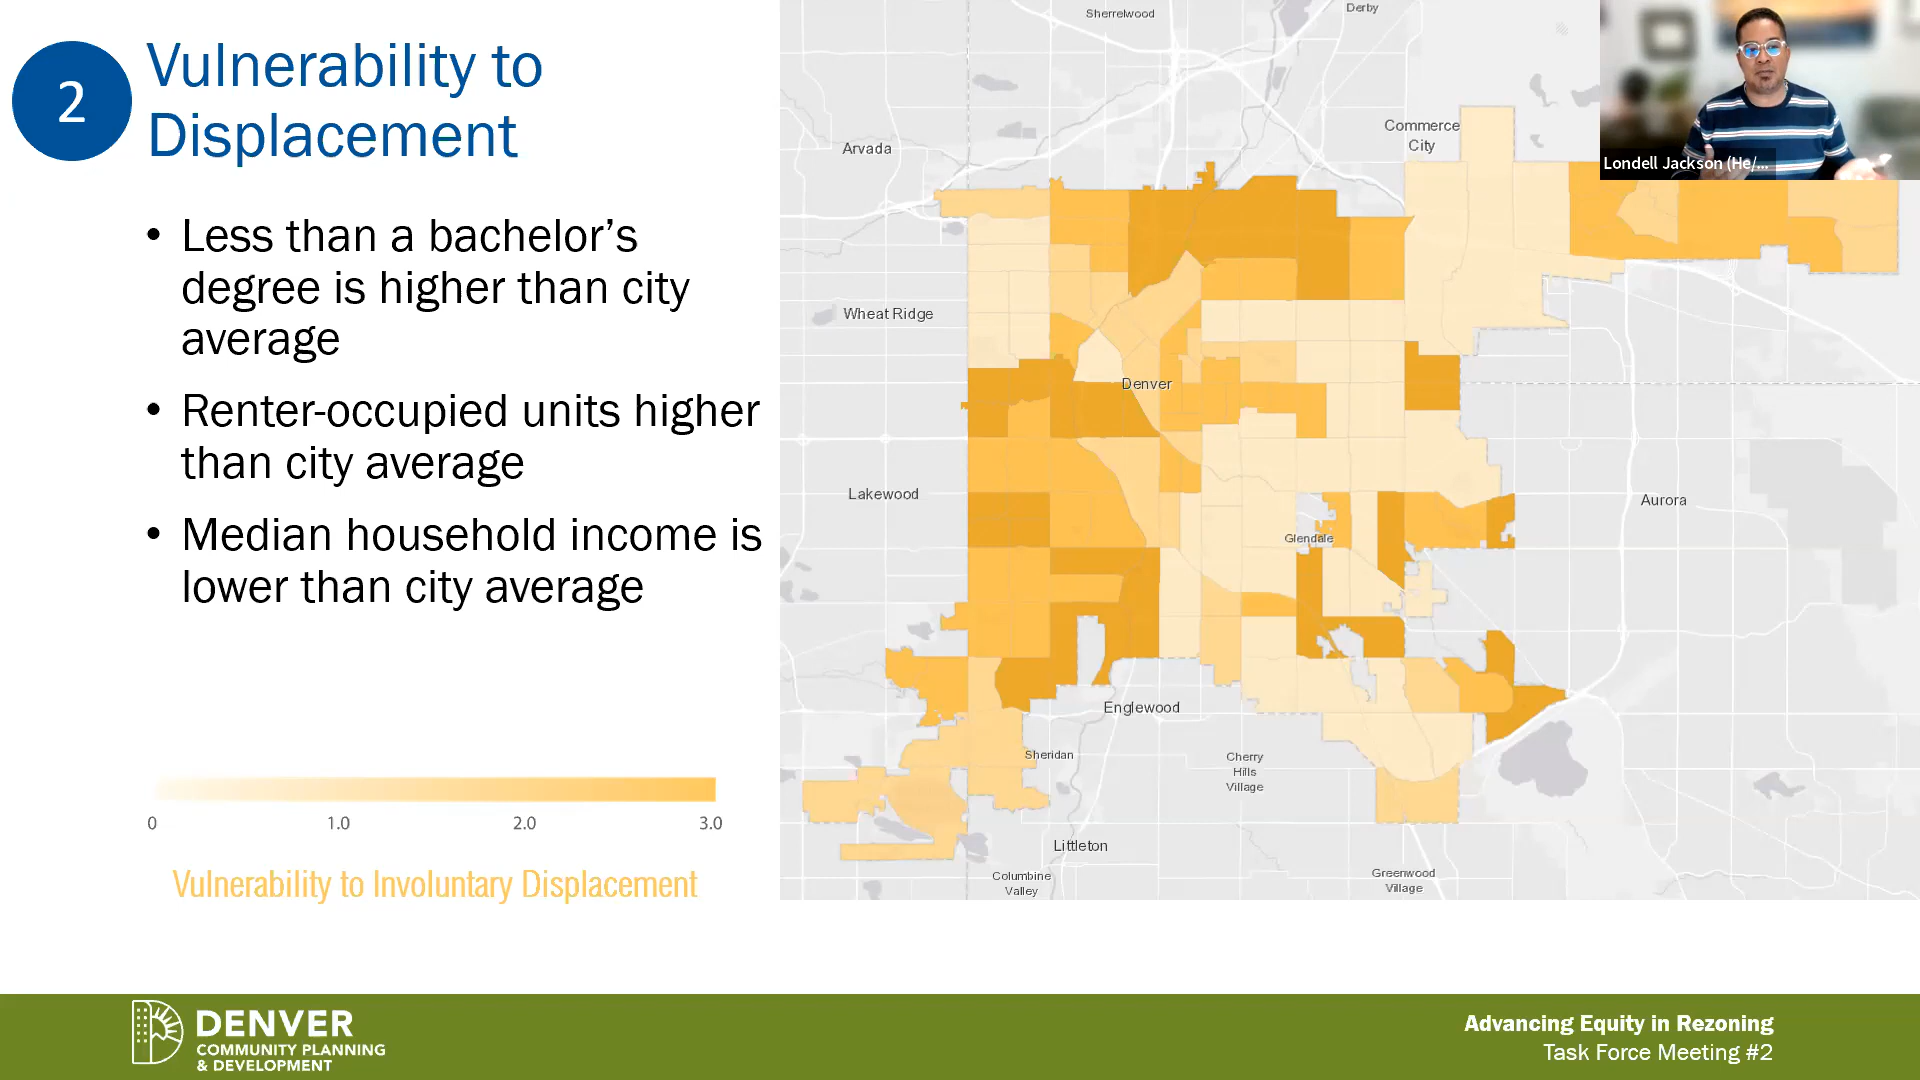 2
Vulnerability to
Displacement
• Less than a bachelor’s
degree is higher than city
average
• Renter-occupied units higher
than city average
• Median household income is
lower than city average
0 1.0 2.0 3.0
Vulnerability to Involuntary Displacement
Sherrelwood
Derby
Commerce
City
Arvada
Wheat Ridge
Denver
Lakewood
Aurora
Glendale
Englewood
Sheridan
Cherry
Hills
Village
Littleton
Columbine
Valley
Greenwood
Village
Londell Jackson (He/...
DENVER
COMMUNITY PLANNING
& DEVELOPMENT
Advancing Equity in Rezoning
Task Force Meeting #2